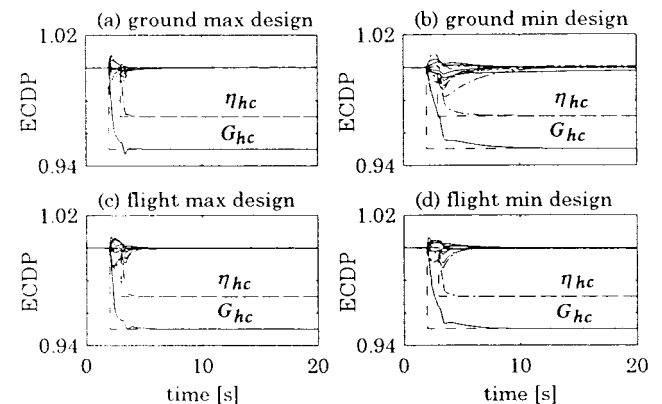 (a) ground max design
(b) ground min design
1.02
ECDP
η_hc
G_hc
0.94
1.02
ECDP
η_hc
G_hc
0.94
(c) flight max design
(d) flight min design
1.02
ECDP
η_hc
G_hc
0.94
0
10
20
time [s]
1.02
ECDP
η_hc
G_hc
0.94
0
10
20
time [s]